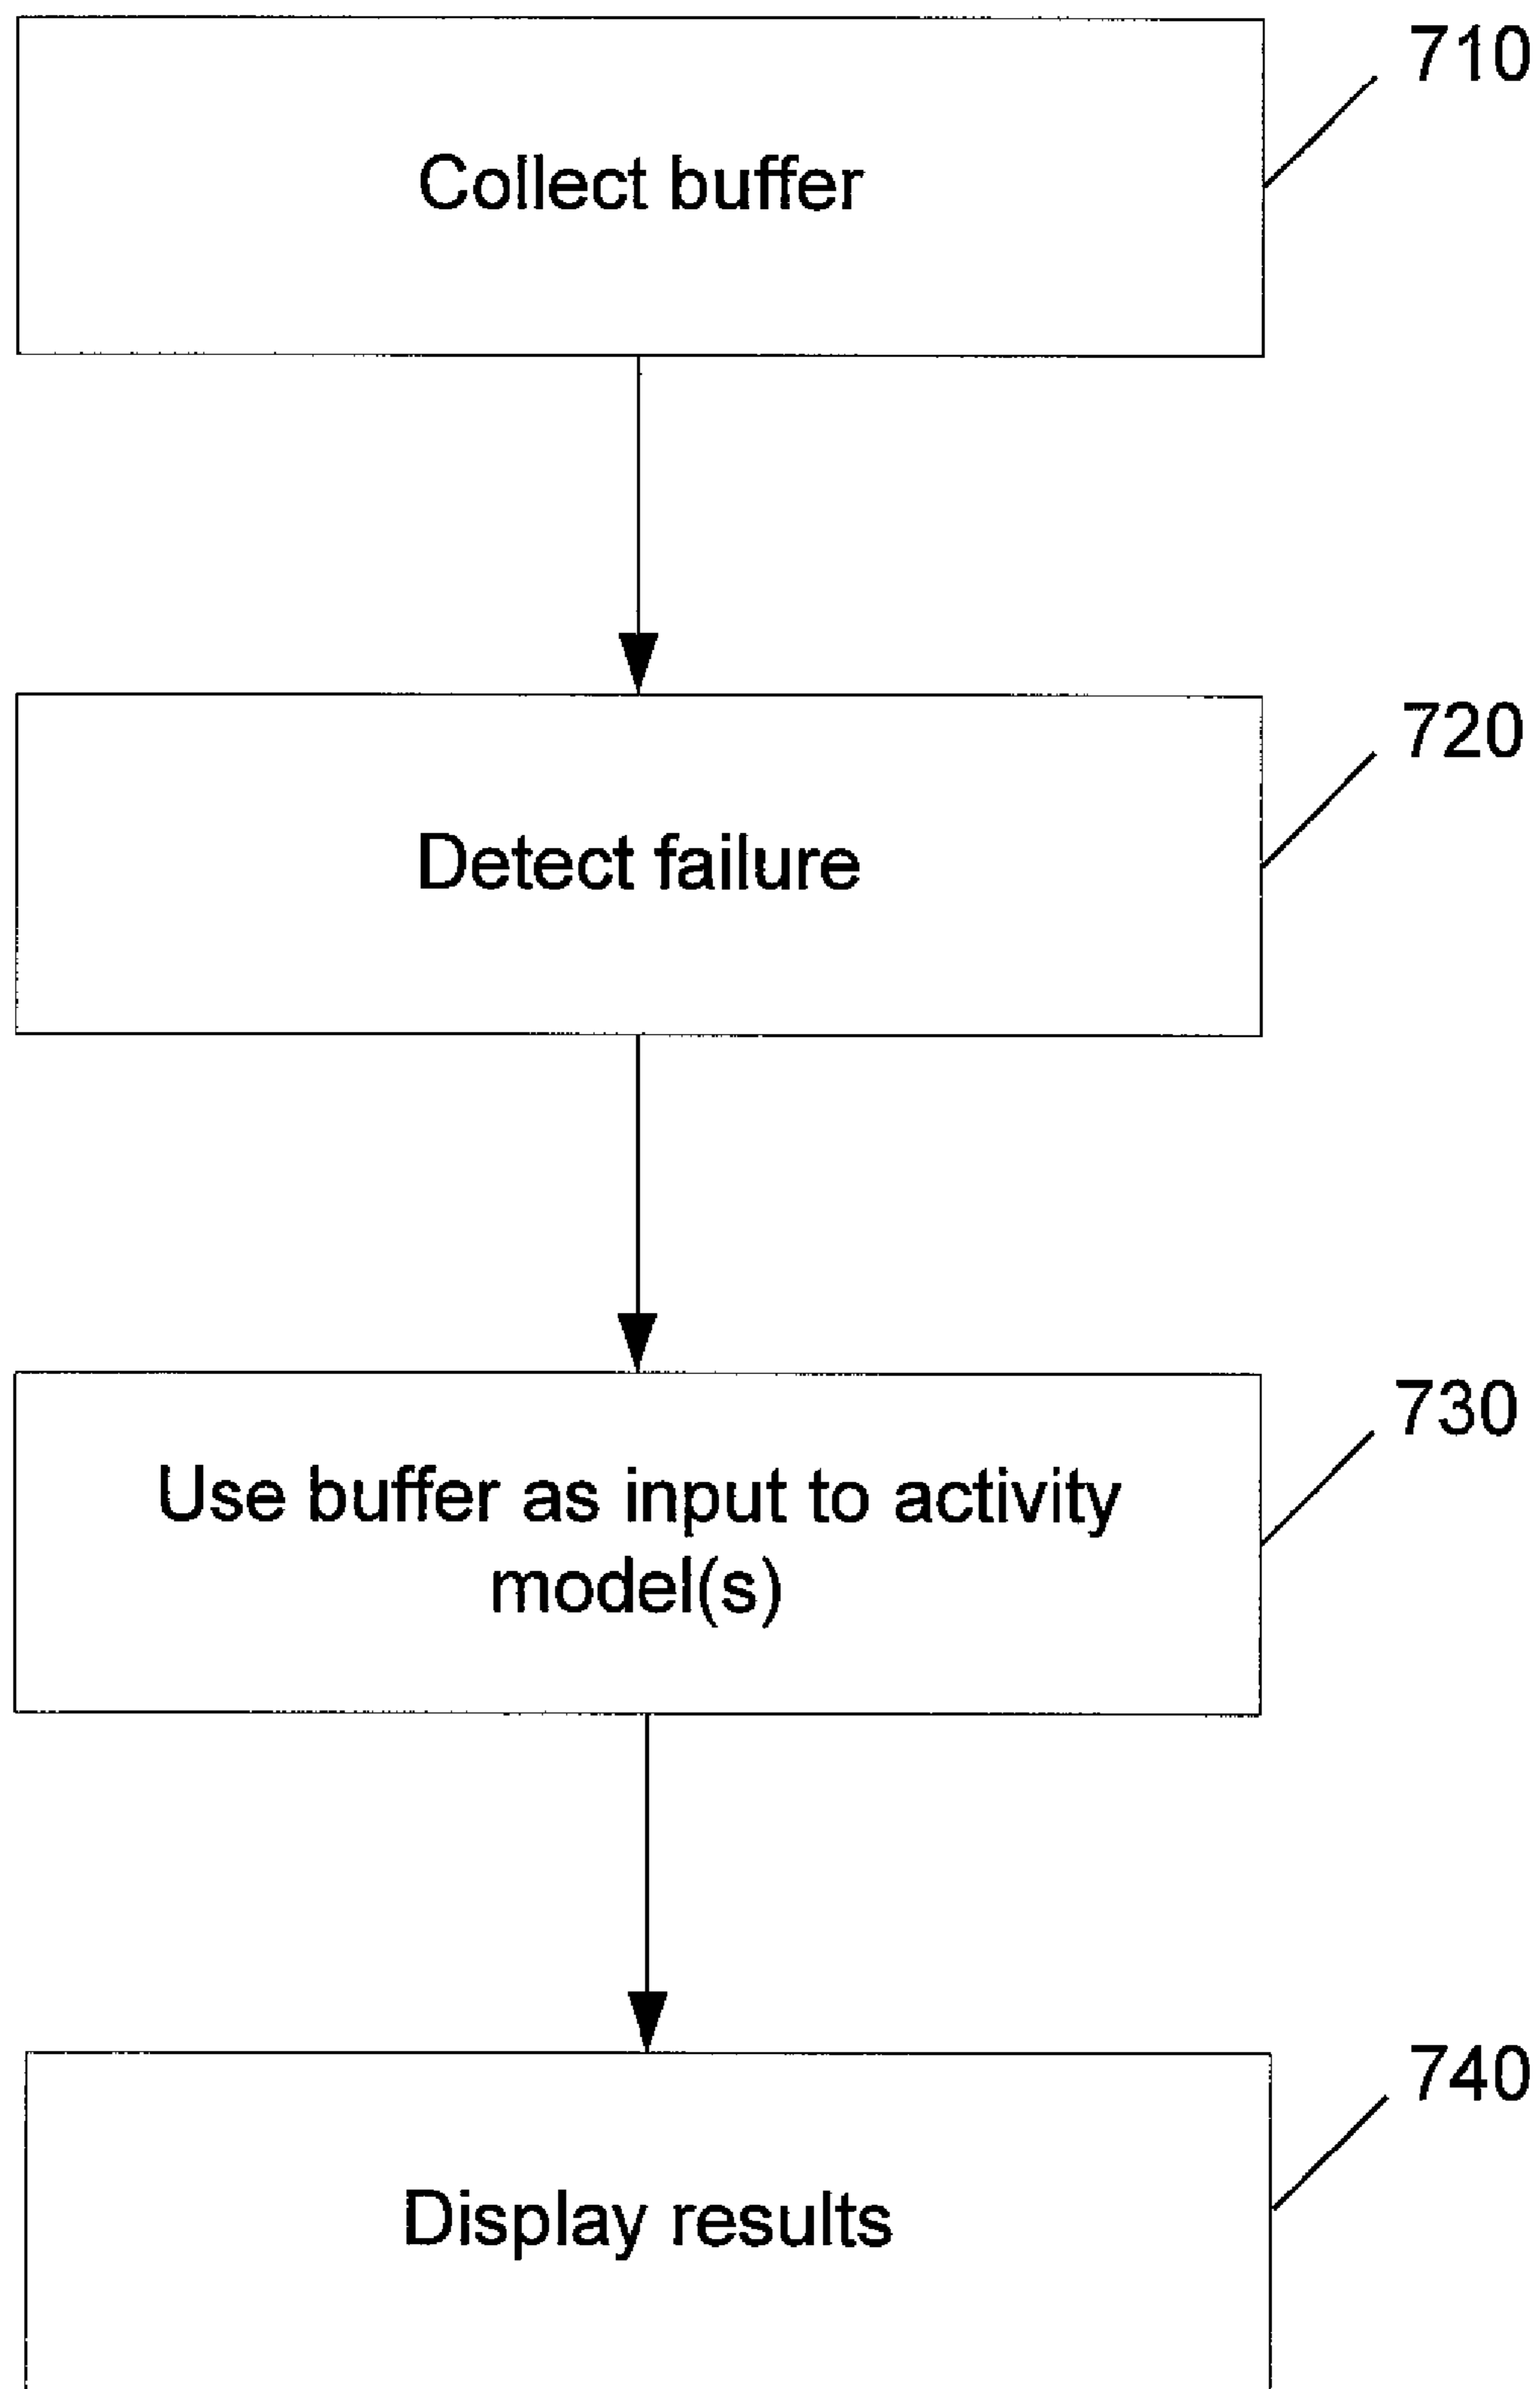 710
Collect buffer
720
Detect failure
730
Use buffer as input to activity
model(s)
740
Display results